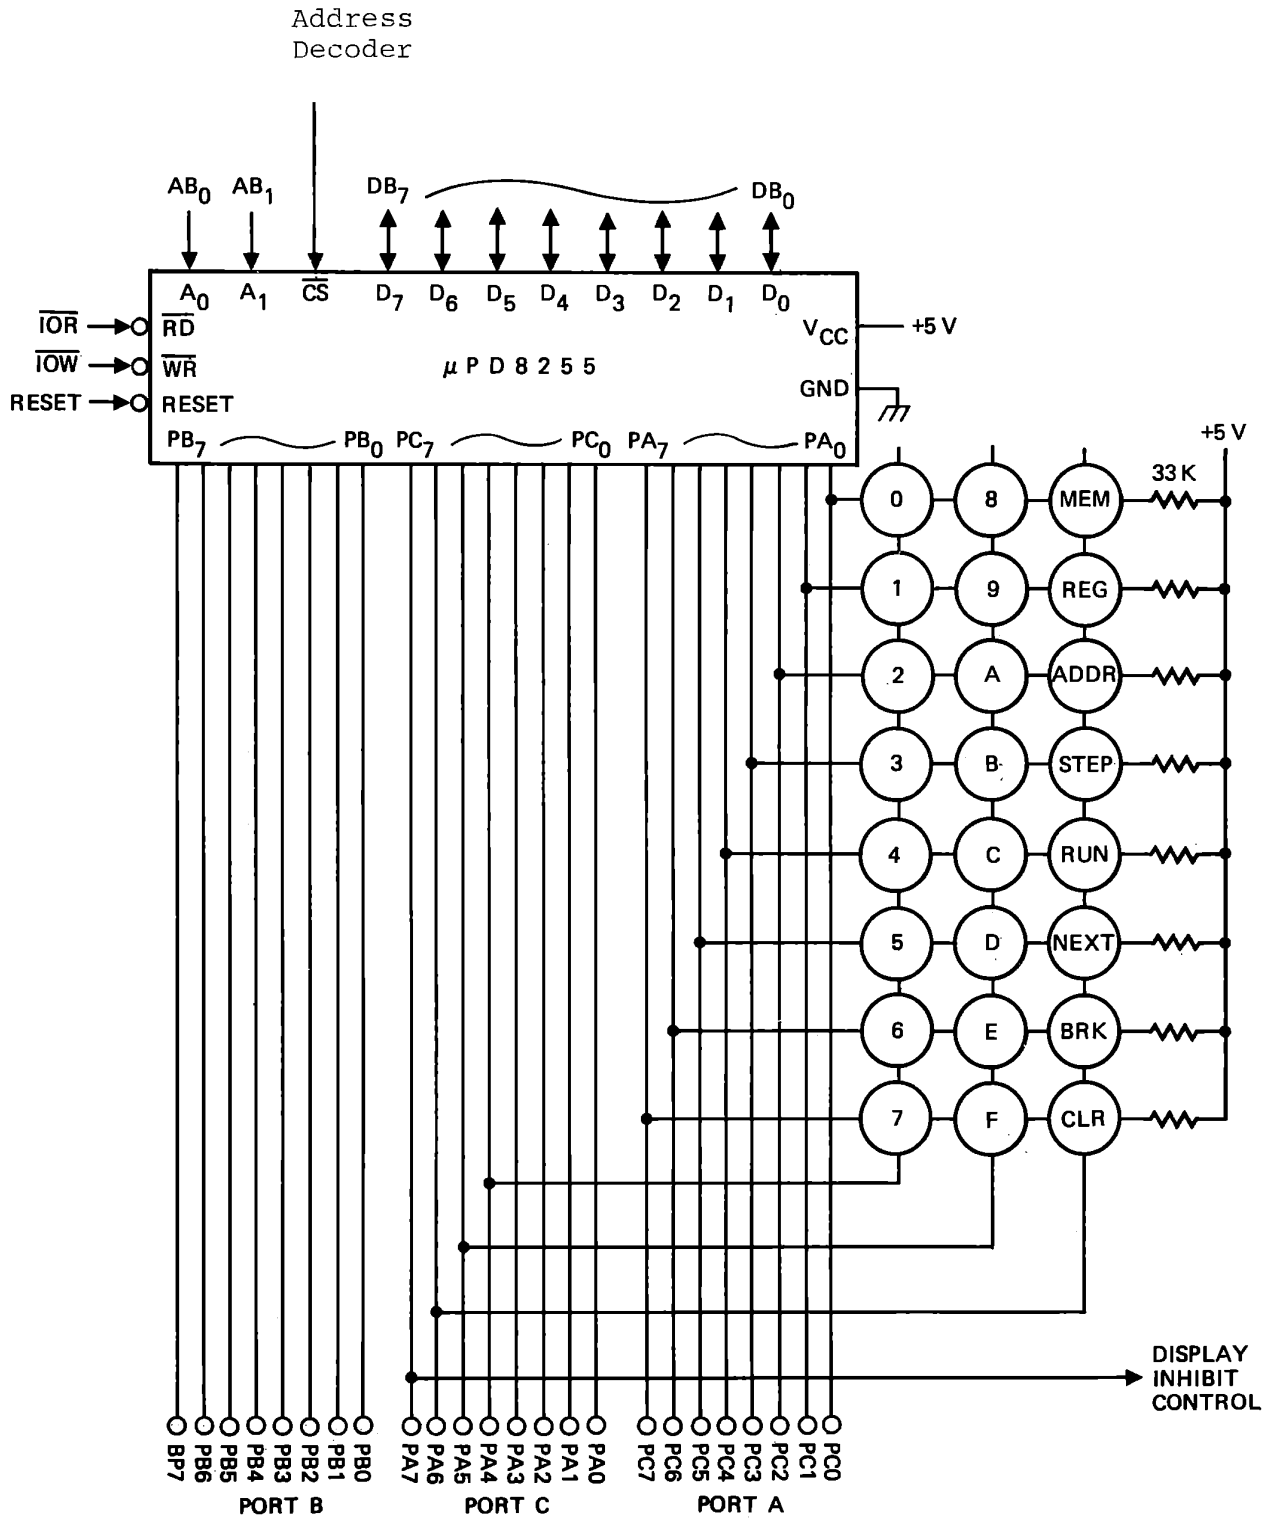 Address
Decoder
AB0 AB1 DB7 DB0
A0 A1 CS D7 D6 D5 D4 D3 D2 D1 D0
IOR RD VCC +5 V
IOW WR μPD8255
GND
RESET RESET
PB7 PB0 PC7 PC0 PA7 PA0
+5 V
33 K
0 8 MEM
1 9 REG
2 A ADDR
3 B STEP
4 C RUN
5 D NEXT
6 E BRK
7 F CLR
DISPLAY
INHIBIT
CONTROL
BP7 PB6 PB5 PB4 PB3 PB2 PB1 PB0 PA7 PA6 PA5 PA4 PA3 PA2 PA1 PA0 PC7 PC6 PC5 PC4 PC3 PC2 PC1 PC0
PORT B PORT C PORT A